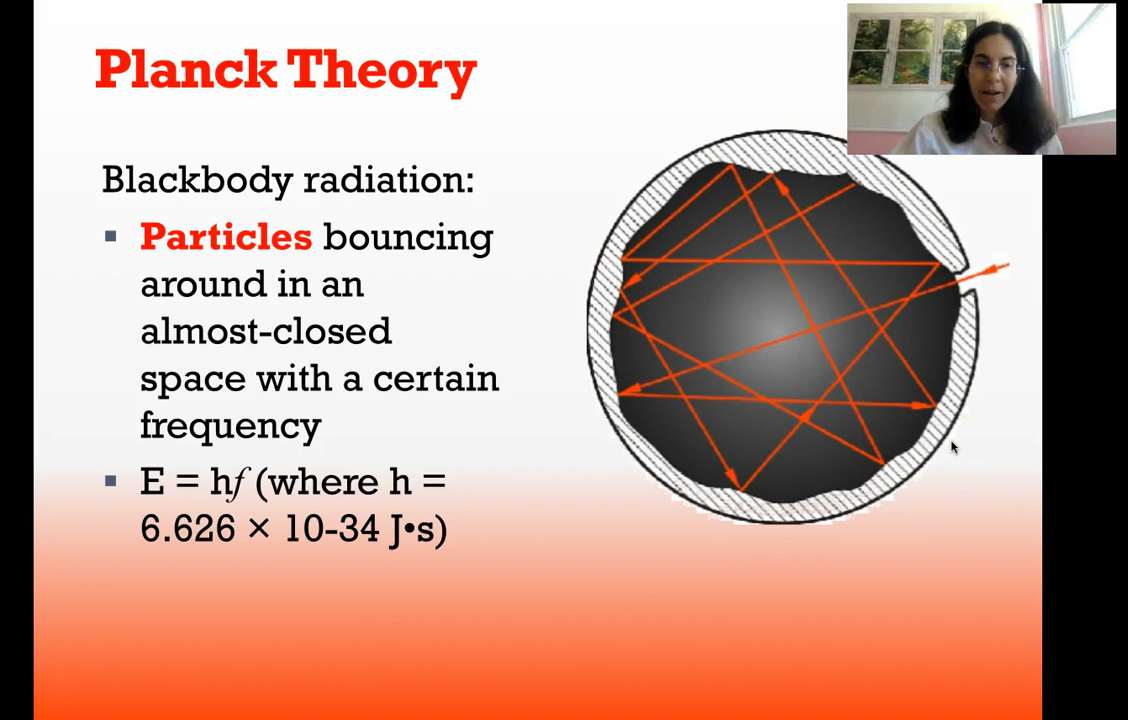 Planck Theory
Blackbody radiation:
▪ Particles bouncing
around in an
almost-closed
space with a certain
frequency
▪ E = hf (where h =
6.626 × 10-34 J•s)